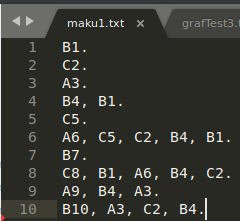 maku1.txt × grafTest3.t
1 B1.
2 C2.
3 A3.
4 B4, B1.
5 C5.
6 A6, C5, C2, B4, B1.
7 B7.
8 C8, B1, A6, B4, C2.
9 A9, B4, A3.
10 B10, A3, C2, B4.